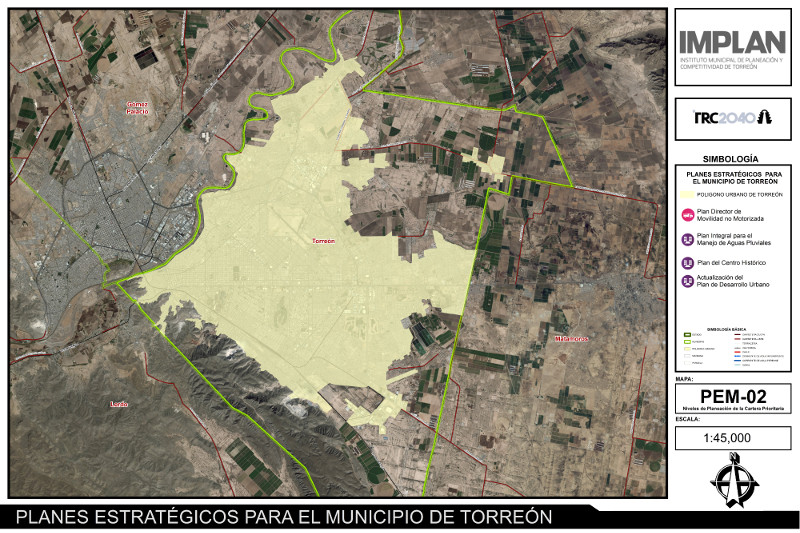 Gómez
Palacio
Torreón
Matamoros
Lerdo
IMPLAN
INSTITUTO MUNICIPAL DE PLANEACIÓN Y
COMPETITIVIDAD DE TORREÓN
TRC2040
SIMBOLOGÍA
PLANES ESTRATÉGICOS PARA
EL MUNICIPIO DE TORREÓN
POLIGONO URBANO DE TORREÓN
Plan Director de
Movilidad no Motorizada
Plan Integral para el
Manejo de Aguas Pluviales
Plan del Centro Histórico
Actualización del
Plan de Desarrollo Urbano
SIMBOLOGÍA BÁSICA
MAPA:
PEM-02
Niveles de Planeación de la Cartera Prioritaria
ESCALA:
1:45,000
PLANES ESTRATÉGICOS PARA EL MUNICIPIO DE TORREÓN